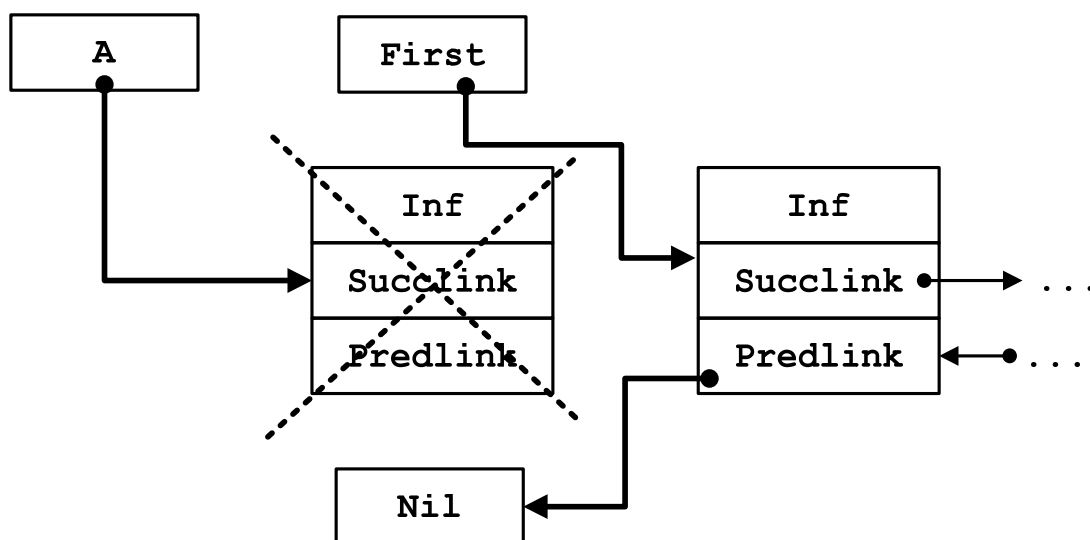 A
First
Inf
Succlink
Predlink
Inf
Succlink
Predlink
...
....
Nil